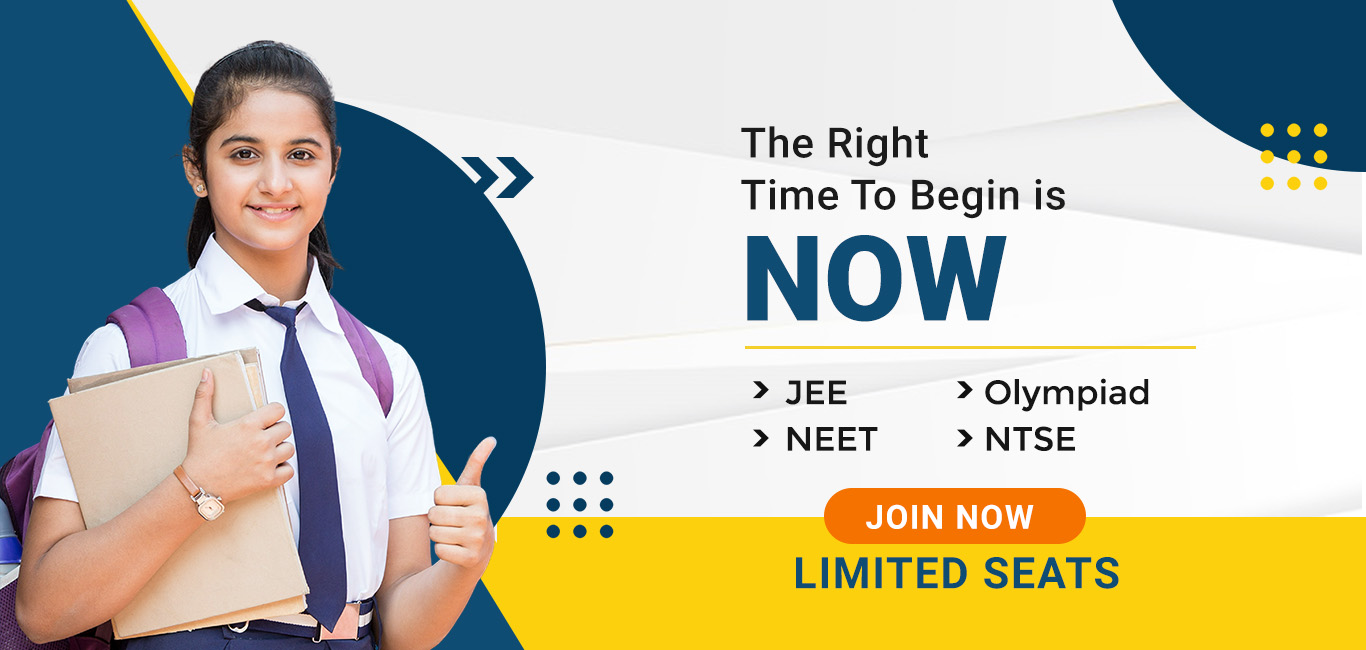 The Right
Time To Begin is
NOW
JEE
Olympiad
NEET
NTSE
JOIN NOW
LIMITED SEATS